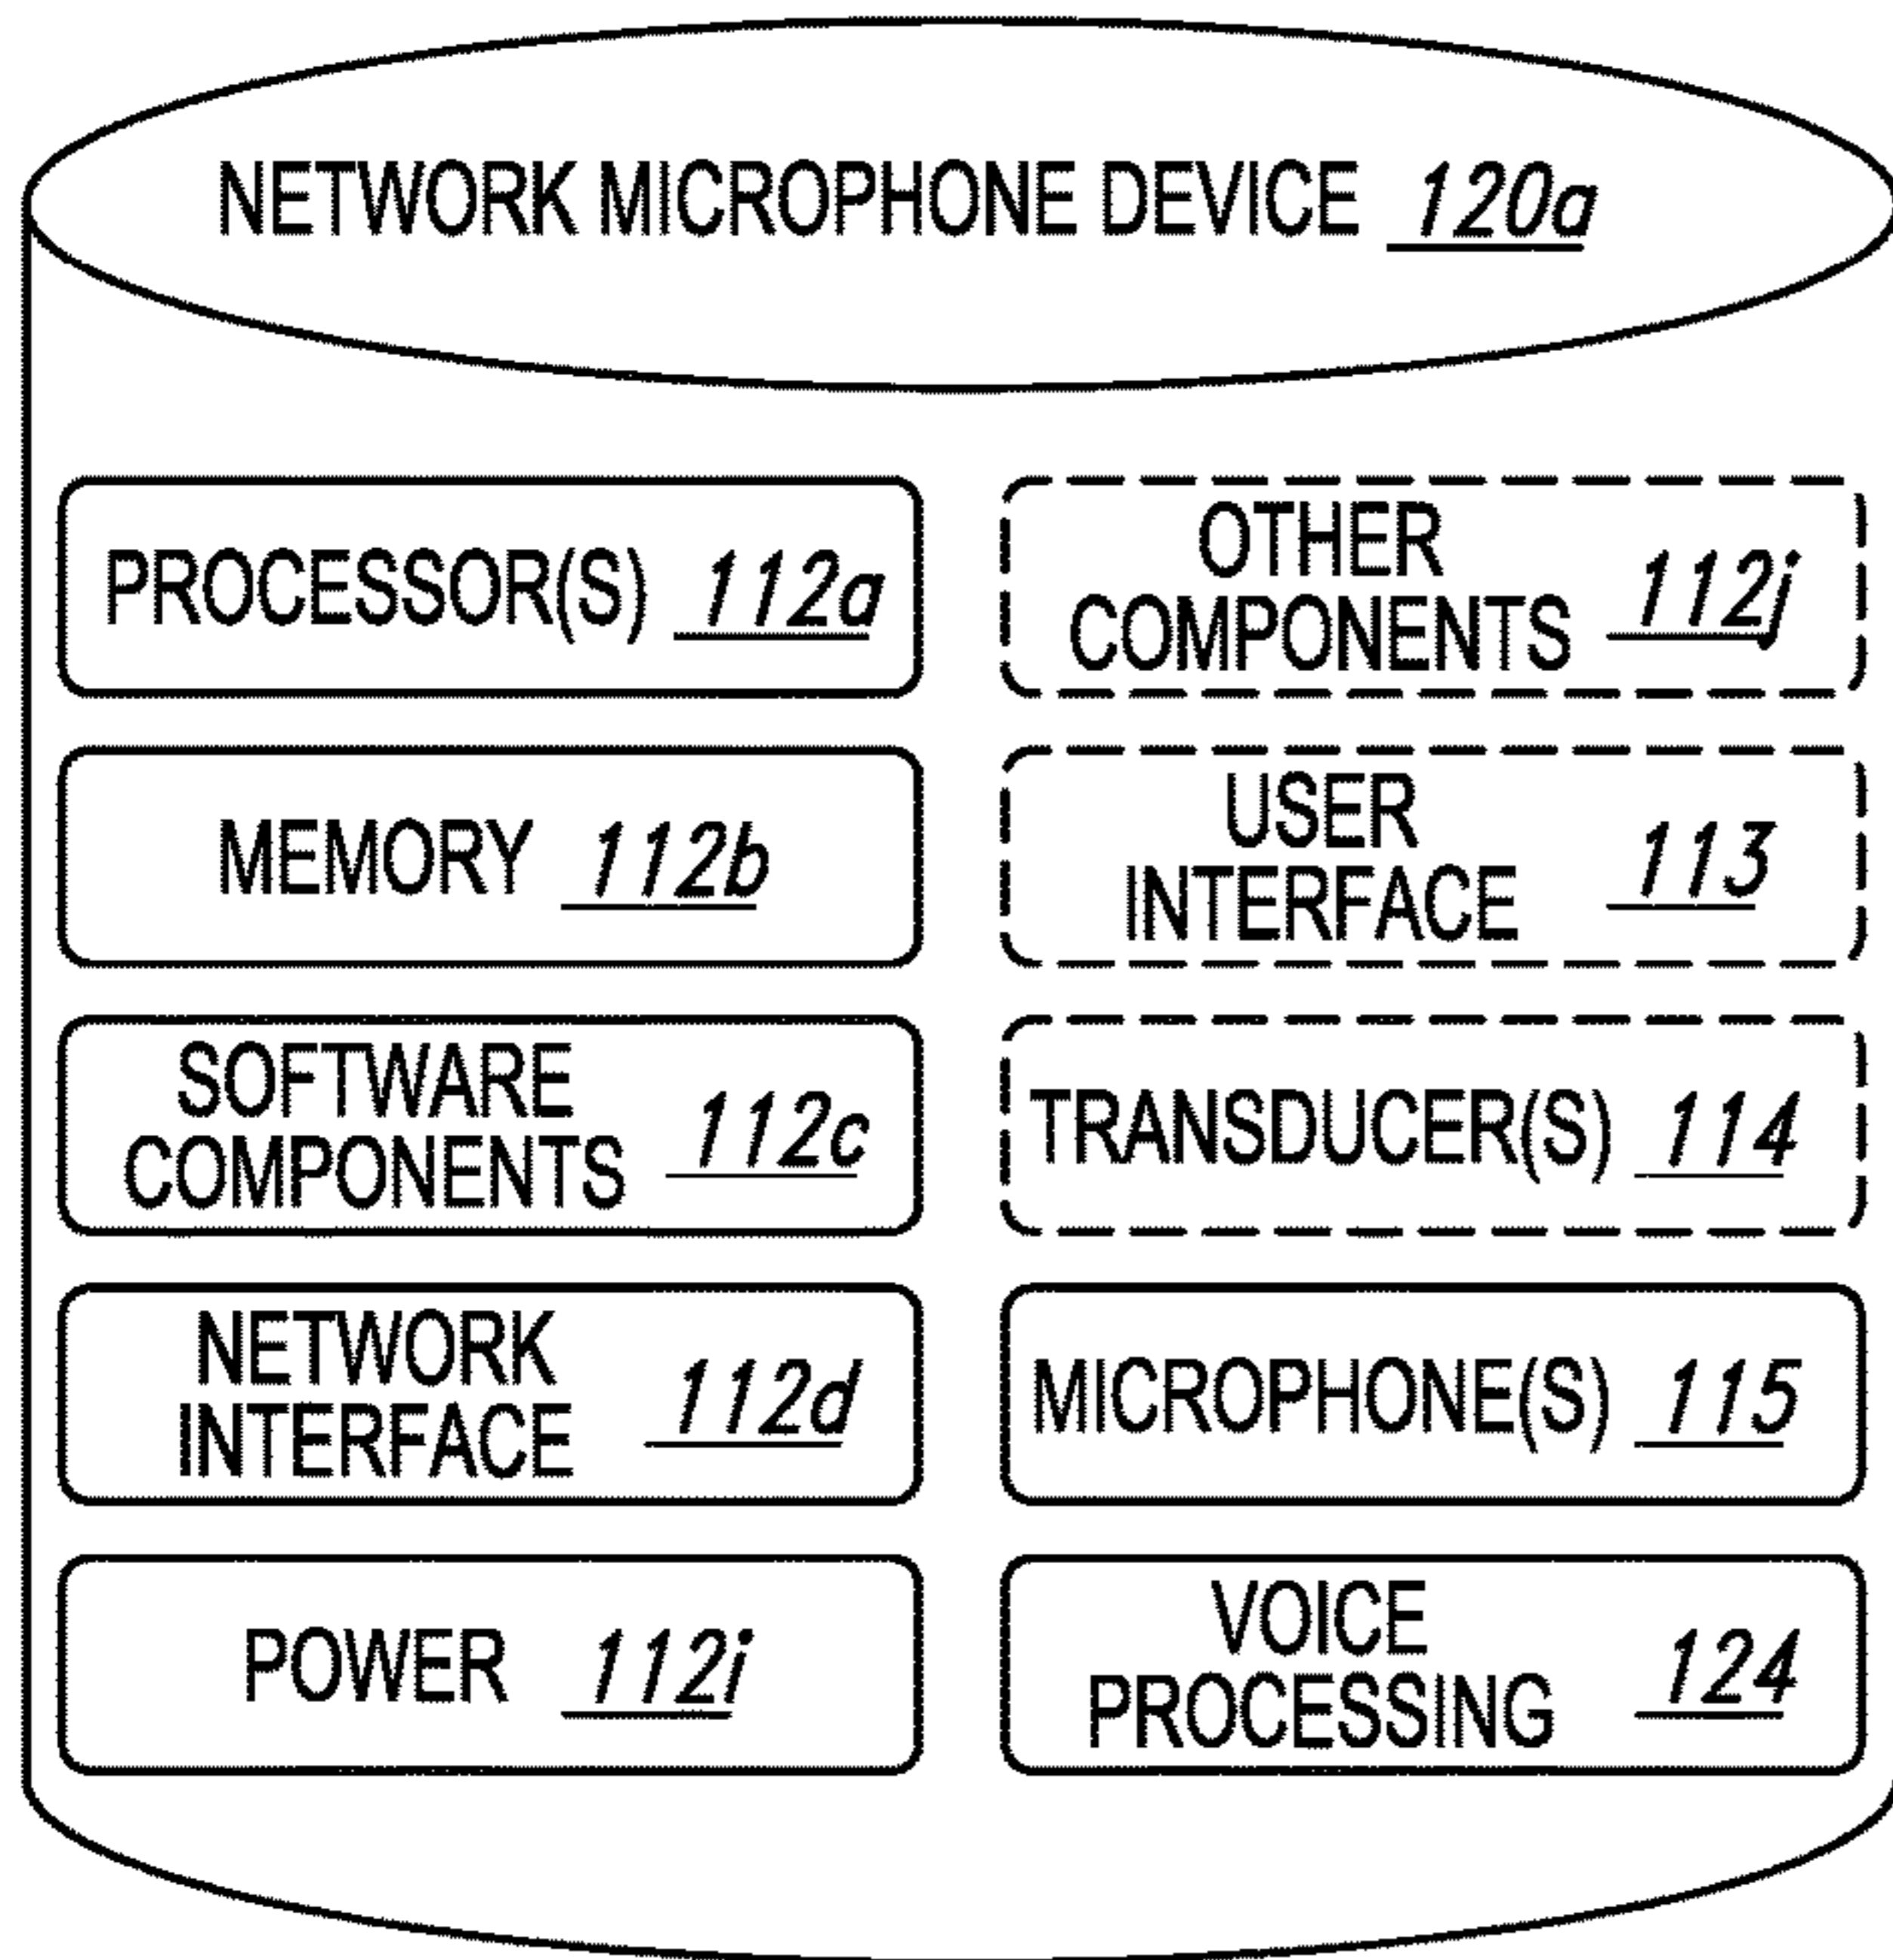 NETWORK MICROPHONE DEVICE 120a
PROCESSOR(S) 112a
MEMORY 112b
SOFTWARE
COMPONENTS 112c
NETWORK
INTERFACE 112d
POWER 112i
OTHER
COMPONENTS 112j
USER
INTERFACE 113
TRANSDUCER(S) 114
MICROPHONE(S) 115
VOICE
PROCESSING 124